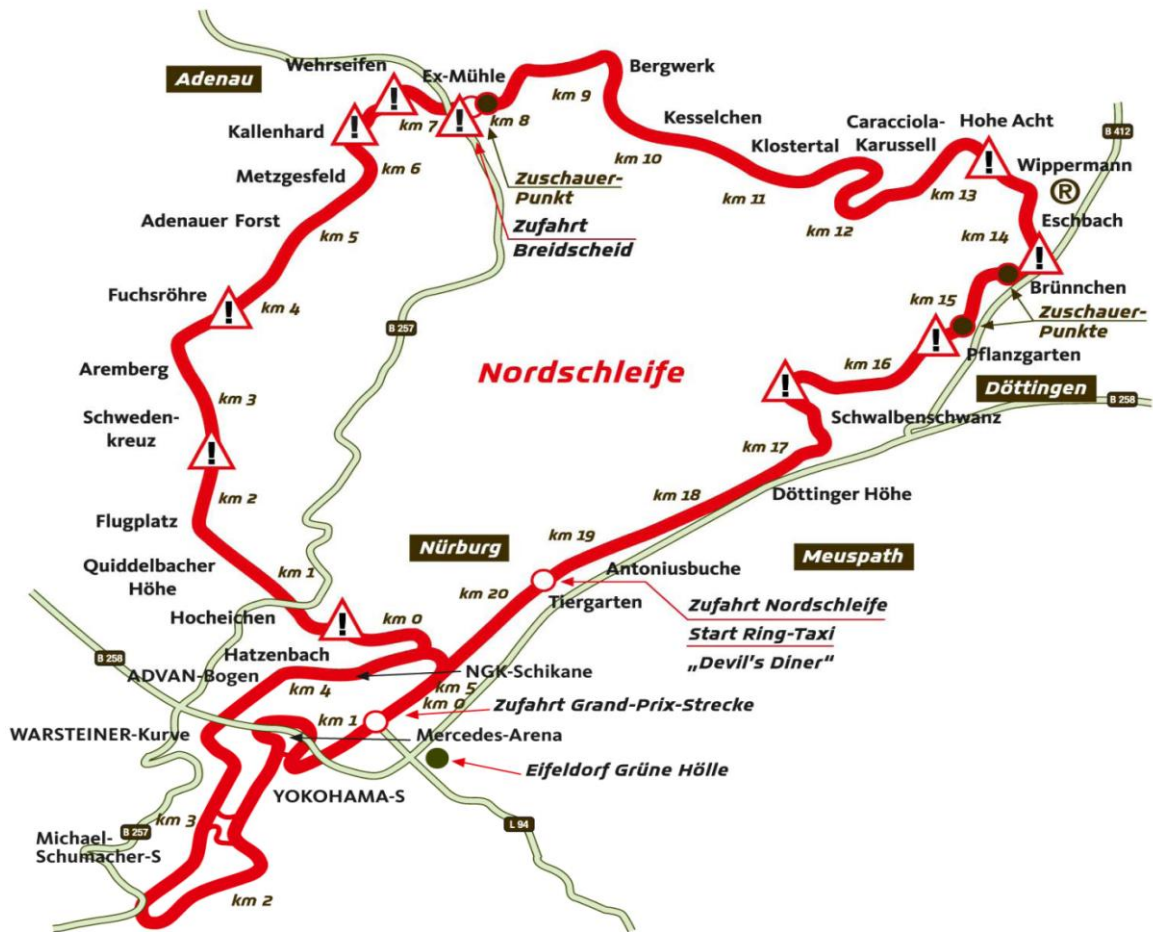 Wehrseifen
Ex-Mühle
Bergwerk
Adenau
km 9
km 7
km 8
Kallenhard
Kesselchen
Caracciola-
Karussell
Hohe Acht
B 412
Klostertal
km 6
km 10
Metzgesfeld
Zuschauer-
Punkt
Wippermann
R
km 11
km 13
Adenauer Forst
km 5
Zufahrt
Breidscheid
km 12
km 14
Eschbach
Fuchsröhre
km 4
Brünnchen
km 15
Zuschauer-
Punkte
B 257
Aremberg
Nordschleife
km 16
Pflanzgarten
Döttingen
km 3
B 258
Schweden-
kreuz
Schwalbenschwanz
km 17
km 2
km 18
Döttinger Höhe
Flugplatz
km 19
Nürburg
Meuspath
Quiddelbacher
Höhe
km 1
Antoniusbuche
km 20
Tiergarten
Zufahrt Nordschleife
Start Ring-Taxi
„Devil's Diner“
Hocheichen
km 0
Hatzenbach
B 258
ADVAN-Bogen
NGK-Schikane
km 4
km 5
km 0
Zufahrt Grand-Prix-Strecke
km 1
WARSTEINER-Kurve
Mercedes-Arena
Eifeldorf Grüne Hölle
YOKOHAMA-S
km 3
B 257
L 94
Michael-
Schumacher-S
km 2